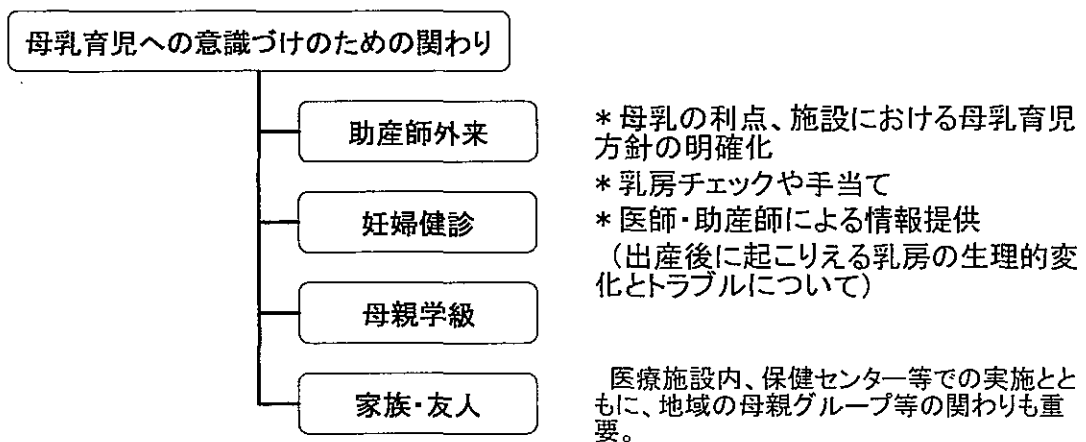 母乳育児への意識づけのための関わり
助産師外来
妊婦健診
母親学級
家族・友人
＊母乳の利点、施設における母乳育児
方針の明確化
＊乳房チェックや手当て
＊医師・助産師による情報提供
（出産後に起こりえる乳房の生理的変
化とトラブルについて）
医療施設内、保健センター等での実施とと
もに、地域の母親グループ等の関わりも重
要。